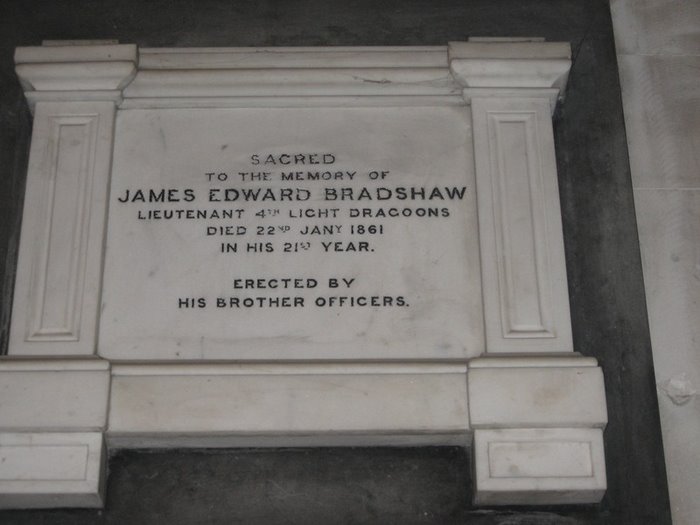 SACRED
TO THE MEMORY OF
JAMES EDWARD BRADSHAW
LIEUTENANT 4TH LIGHT DRAGOONS
DIED 22ND JANY 1861
IN HIS 21ST YEAR.
ERECTED BY
HIS BROTHER OFFICERS.